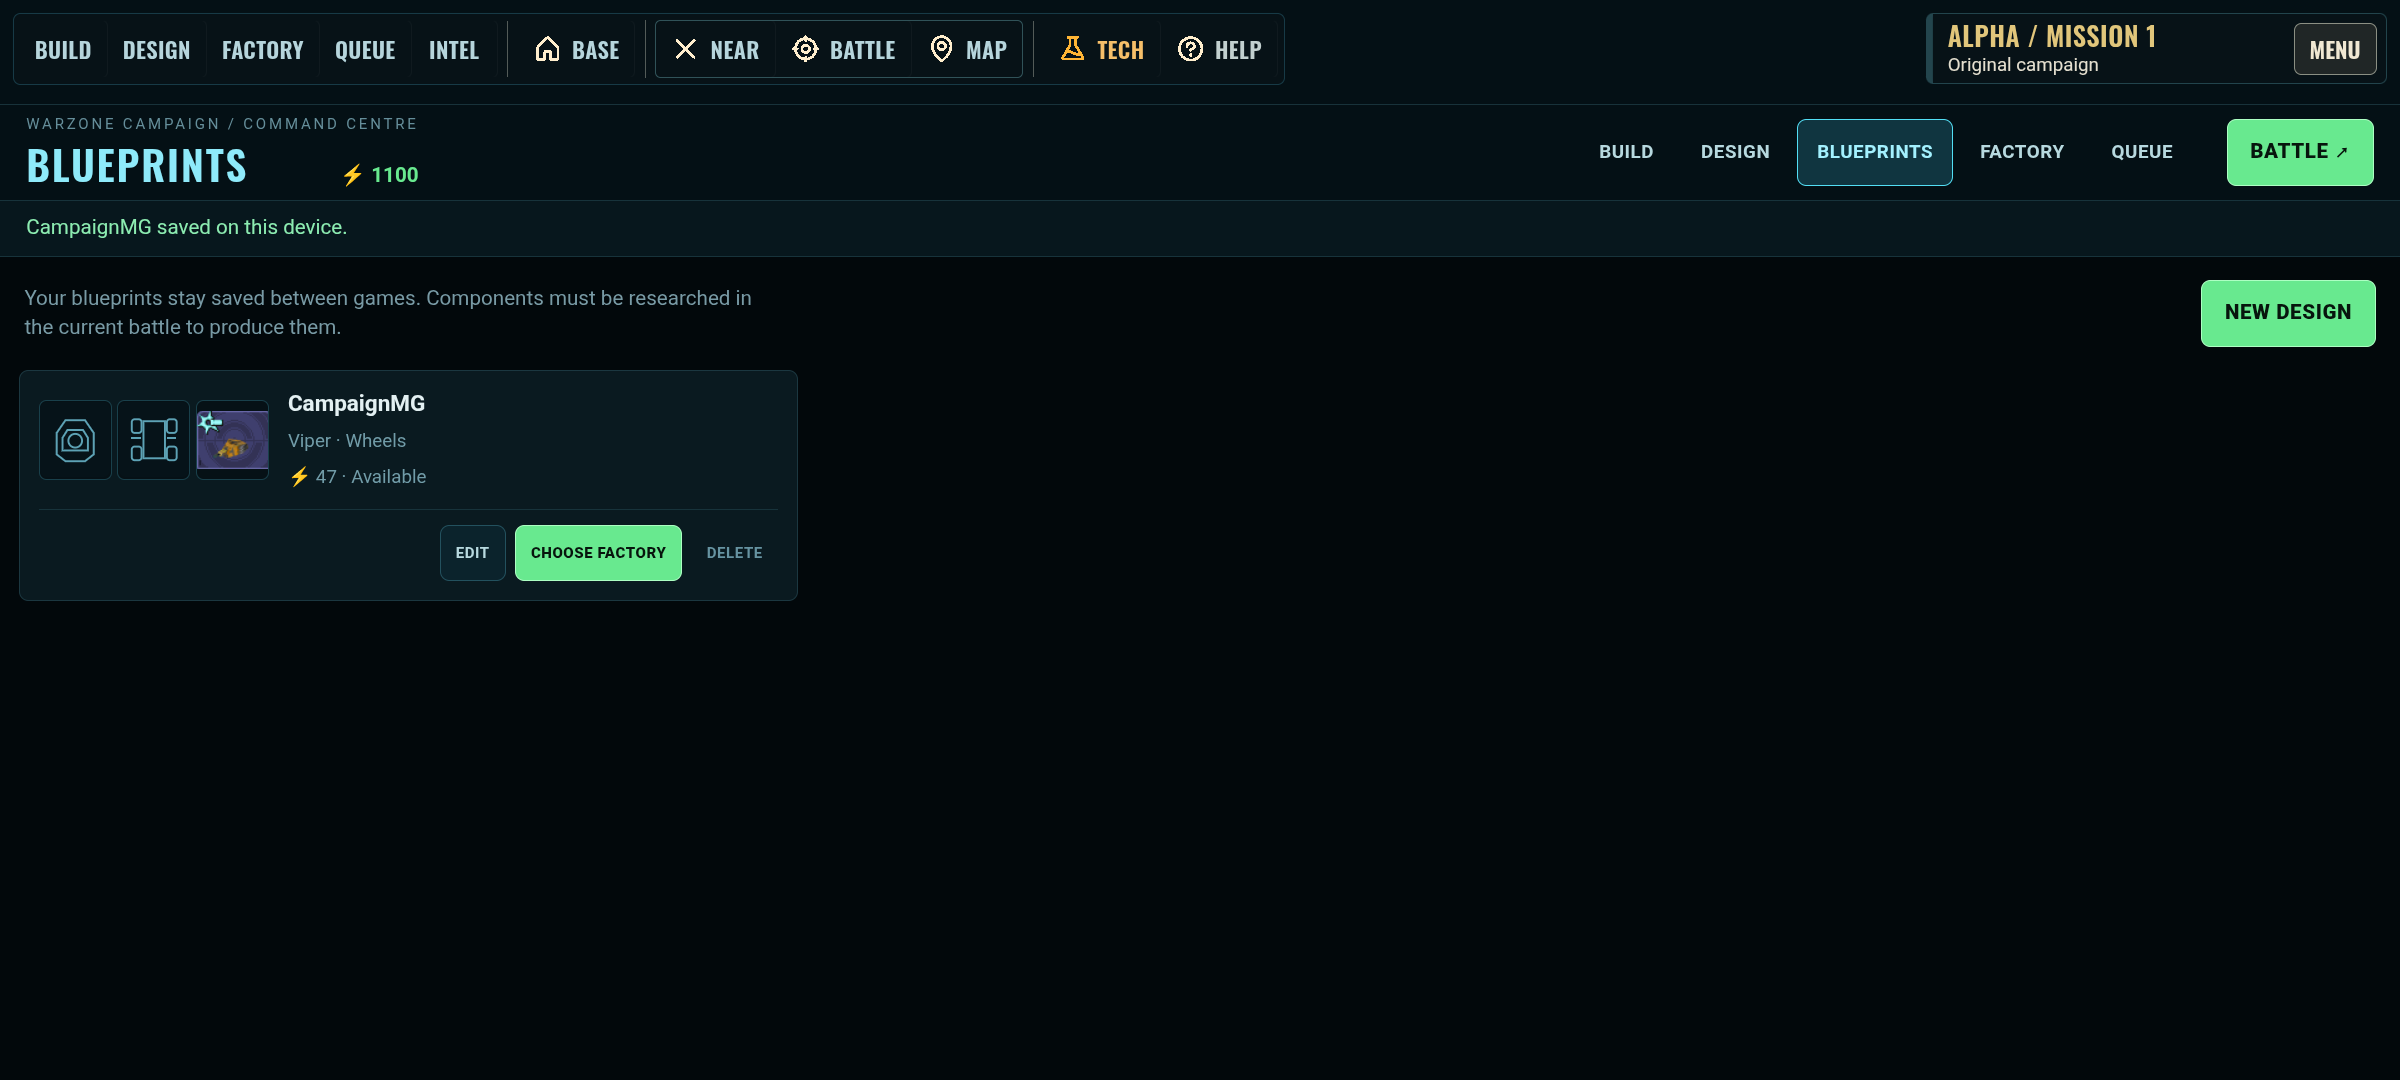 BUILD DESIGN FACTORY QUEUE INTEL BASE NEAR BATTLE MAP TECH HELP
ALPHA / MISSION 1
Original campaign
MENU
WARZONE CAMPAIGN / COMMAND CENTRE
BLUEPRINTS
⚡ 1100
BUILD DESIGN BLUEPRINTS FACTORY QUEUE BATTLE ↗
CampaignMG saved on this device.
Your blueprints stay saved between games. Components must be researched in
the current battle to produce them.
NEW DESIGN
CampaignMG
Viper · Wheels
⚡ 47 · Available
EDIT CHOOSE FACTORY DELETE